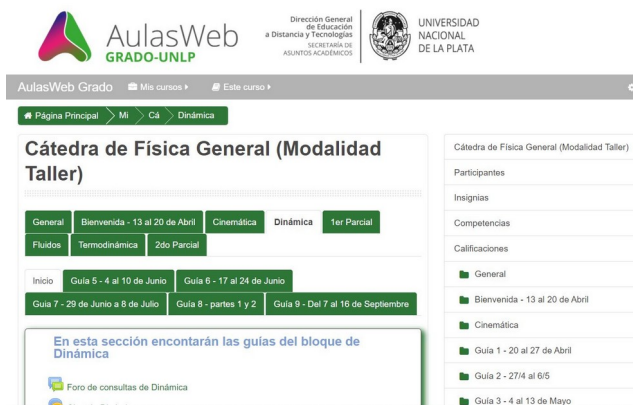 AulasWeb
GRADO-UNLP
Dirección General
de Educación
a Distancia y Tecnologías
SECRETARÍA DE
ASUNTOS ACADÉMICOS
UNIVERSIDAD
NACIONAL
DE LA PLATA
AulasWeb Grado Mis cursos Este curso
Página Principal Mi Cá Dinámica
Cátedra de Física General (Modalidad
Taller)
General Bienvenida - 13 al 20 de Abril Cinemática Dinámica 1er Parcial
Fluidos Termodinámica 2do Parcial
Inicio Guía 5 - 4 al 10 de Junio Guía 6 - 17 al 24 de Junio
Guia 7 - 29 de Junio a 8 de Julio Guía 8 - partes 1 y 2 Guía 9 - Del 7 al 16 de Septiembre
En esta sección encontarán las guías del bloque de
Dinámica
Foro de consultas de Dinámica
Cátedra de Física General (Modalidad Taller)
Participantes
Insignias
Competencias
Calificaciones
General
Bienvenida - 13 al 20 de Abril
Cinemática
Guía 1 - 20 al 27 de Abril
Guía 2 - 27/4 al 6/5
Guía 3 - 4 al 13 de Mayo